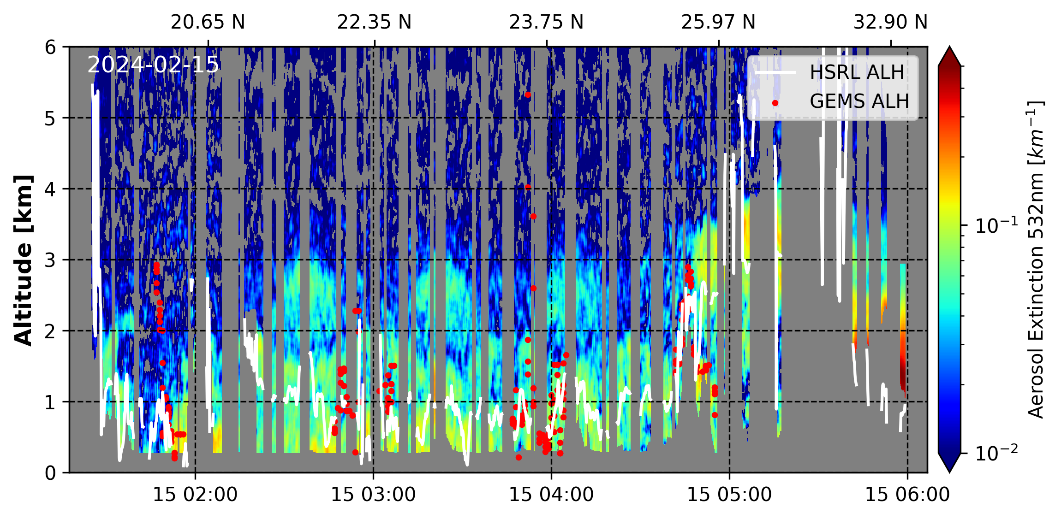 20.65 N 22.35 N 23.75 N 25.97 N 32.90 N
2024-02-15
HSRL ALH
GEMS ALH
Altitude [km]
6
5
4
3
2
1
0
15 02:00 15 03:00 15 04:00 15 05:00 15 06:00
10⁻¹
10⁻²
Aerosol Extinction 532nm [km⁻¹]